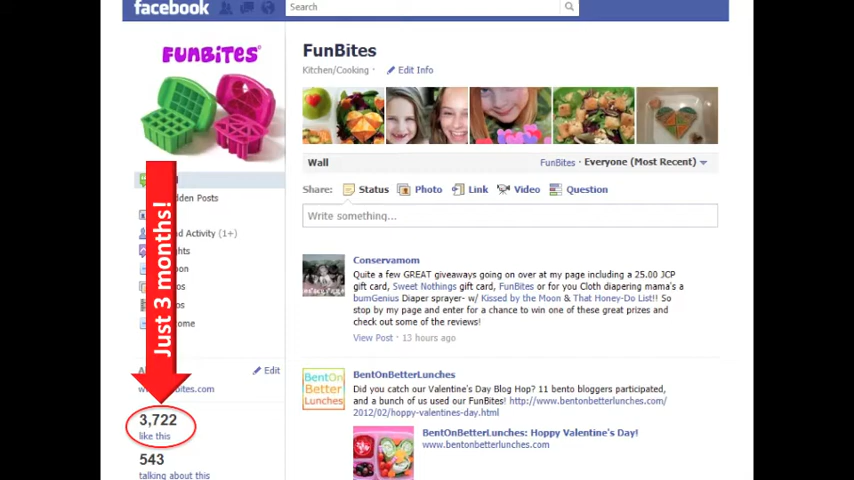 facebook
Search
FUNBITES
FunBites
Kitchen/Cooking · Edit Info
Wall
FunBites · Everyone (Most Recent)
Share: Status Photo Link Video Question
Write something...
dden Posts
d Activity (1+)
Just 3 months!
Edit
3,722
like this
543
talking about this
Conservamom
Quite a few GREAT giveaways going on over at my page including a 25.00 JCP
gift card, Sweet Nothings gift card, FunBites or for you Cloth diapering mama's a
bumGenius Diaper sprayer- w/ Kissed by the Moon & That Honey-Do List!! So
stop by my page and enter for a chance to win one of these great prizes and
check out some of the reviews!
View Post · 13 hours ago
BentOn
Better
Lunches
BentOnBetterLunches
Did you catch our Valentine's Day Blog Hop? 11 bento bloggers participated,
and a bunch of us used our FunBites! http://www.bentonbetterlunches.com/
2012/02/hoppy-valentines-day.html
BentOnBetterLunches: Hoppy Valentine's Day!
www.bentonbetterlunches.com